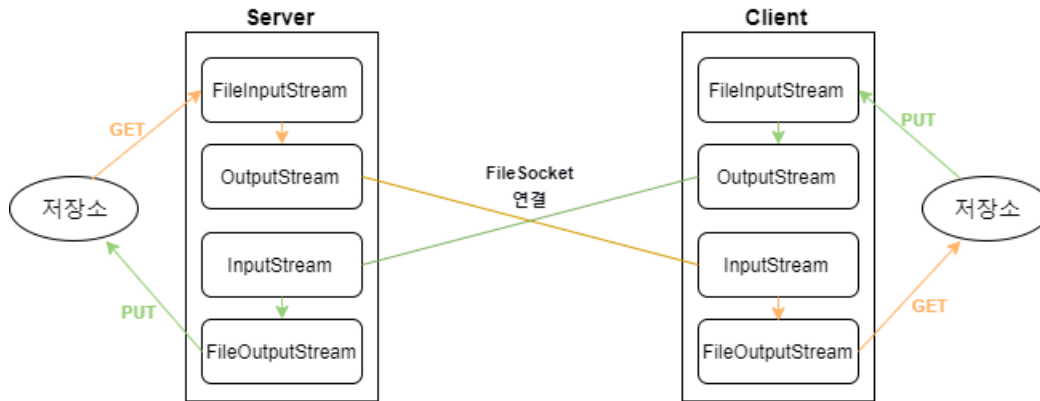 Server
Client
FileInputStream
FileInputStream
GET
PUT
OutputStream
FileSocket
연결
OutputStream
저장소
저장소
InputStream
InputStream
PUT
GET
FileOutputStream
FileOutputStream